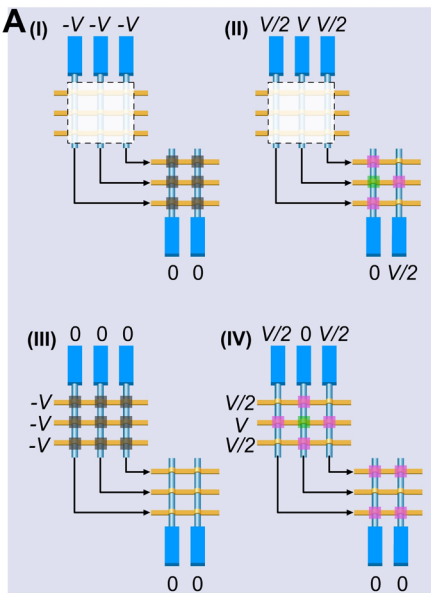 A
(I) -V -V -V
(II) V/2 V V/2
0 0
0 V/2
(III) 0 0 0
(IV) V/2 0 V/2
-V
-V
-V
V/2
V
V/2
0 0
0 0